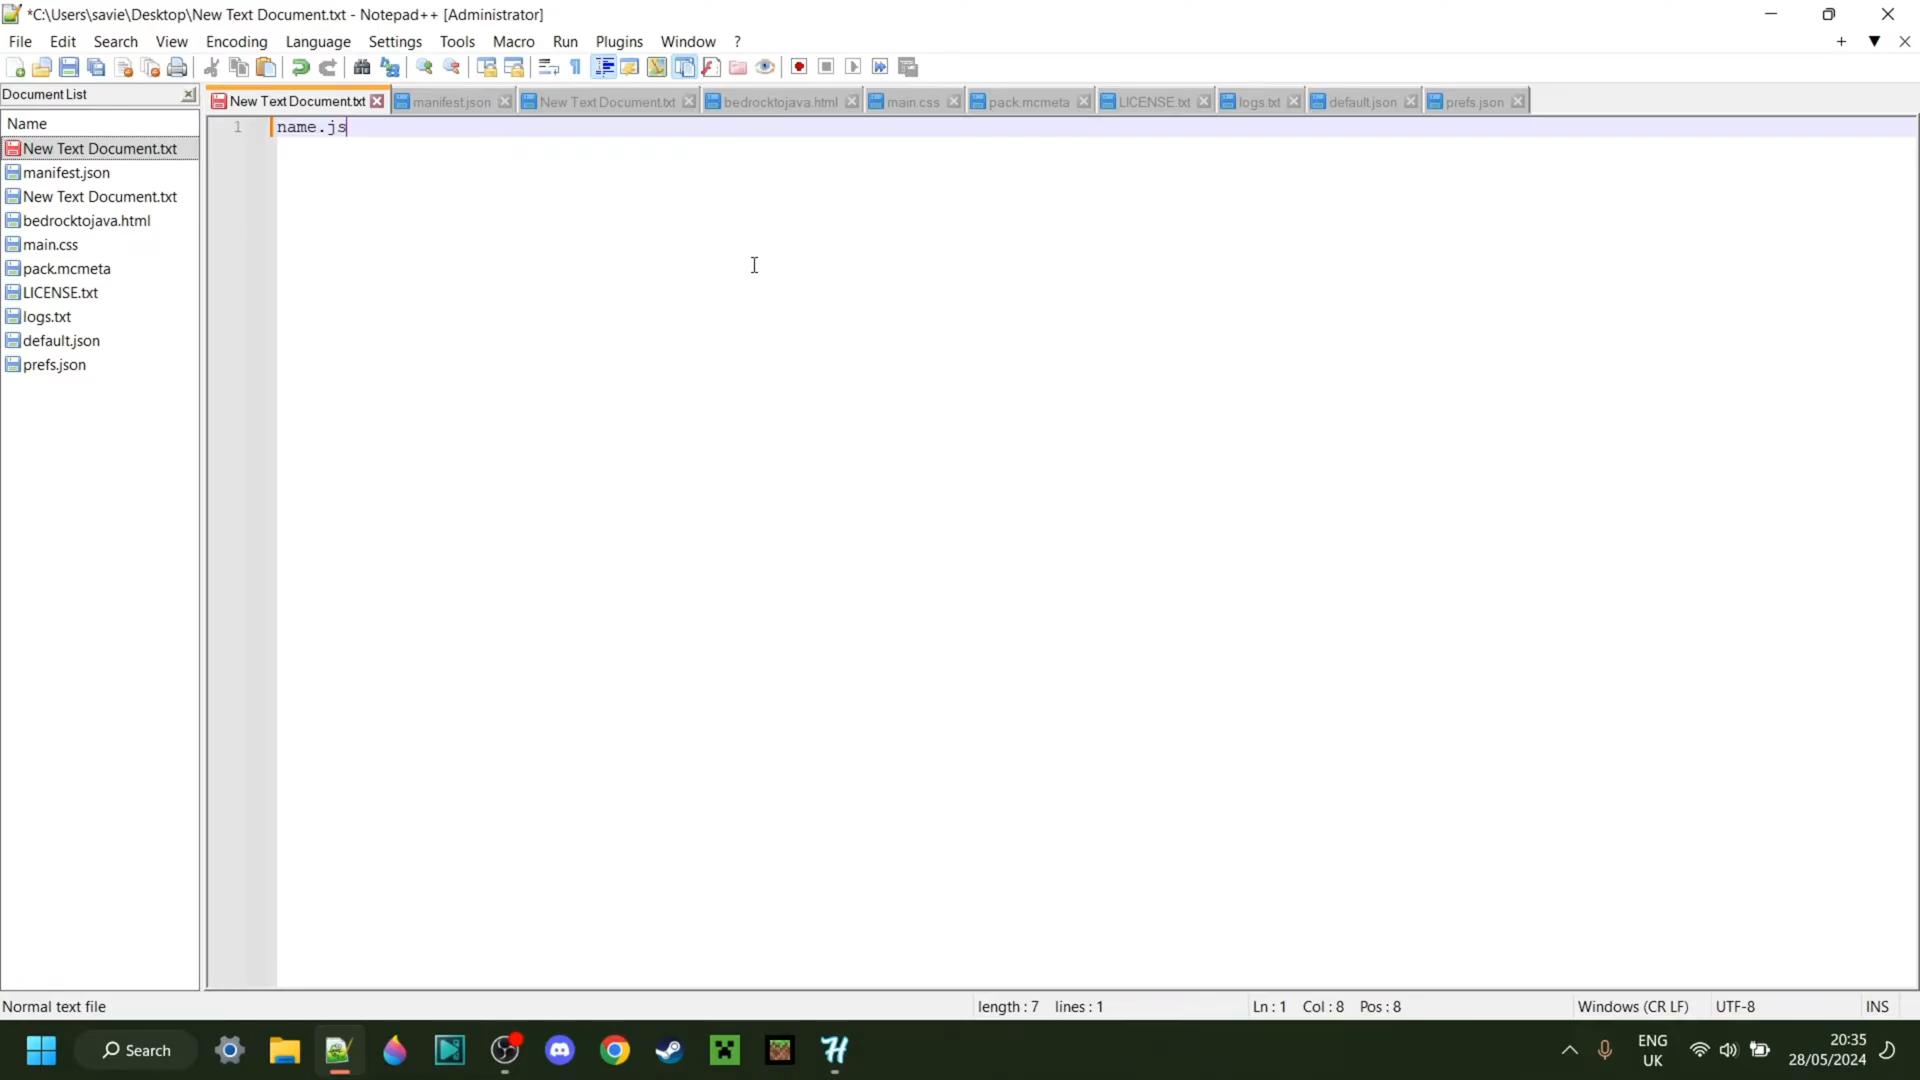 *C:\Users\savie\Desktop\New Text Document.txt - Notepad++ [Administrator]
File Edit Search View Encoding Language Settings Tools Macro Run Plugins Window ?
Document List
New Text Document.txt manifest.json New Text Document.txt bedrocktojava.html main.css pack.mcmeta LICENSE.txt logs.txt default.json prefs.json
Name
1 name.js
New Text Document.txt
manifest.json
New Text Document.txt
bedrocktojava.html
main.css
pack.mcmeta
LICENSE.txt
logs.txt
default.json
prefs.json
Normal text file length : 7 lines : 1 Ln : 1 Col : 8 Pos : 8 Windows (CR LF) UTF-8 INS
Search
ENG
UK
20:35
28/05/2024